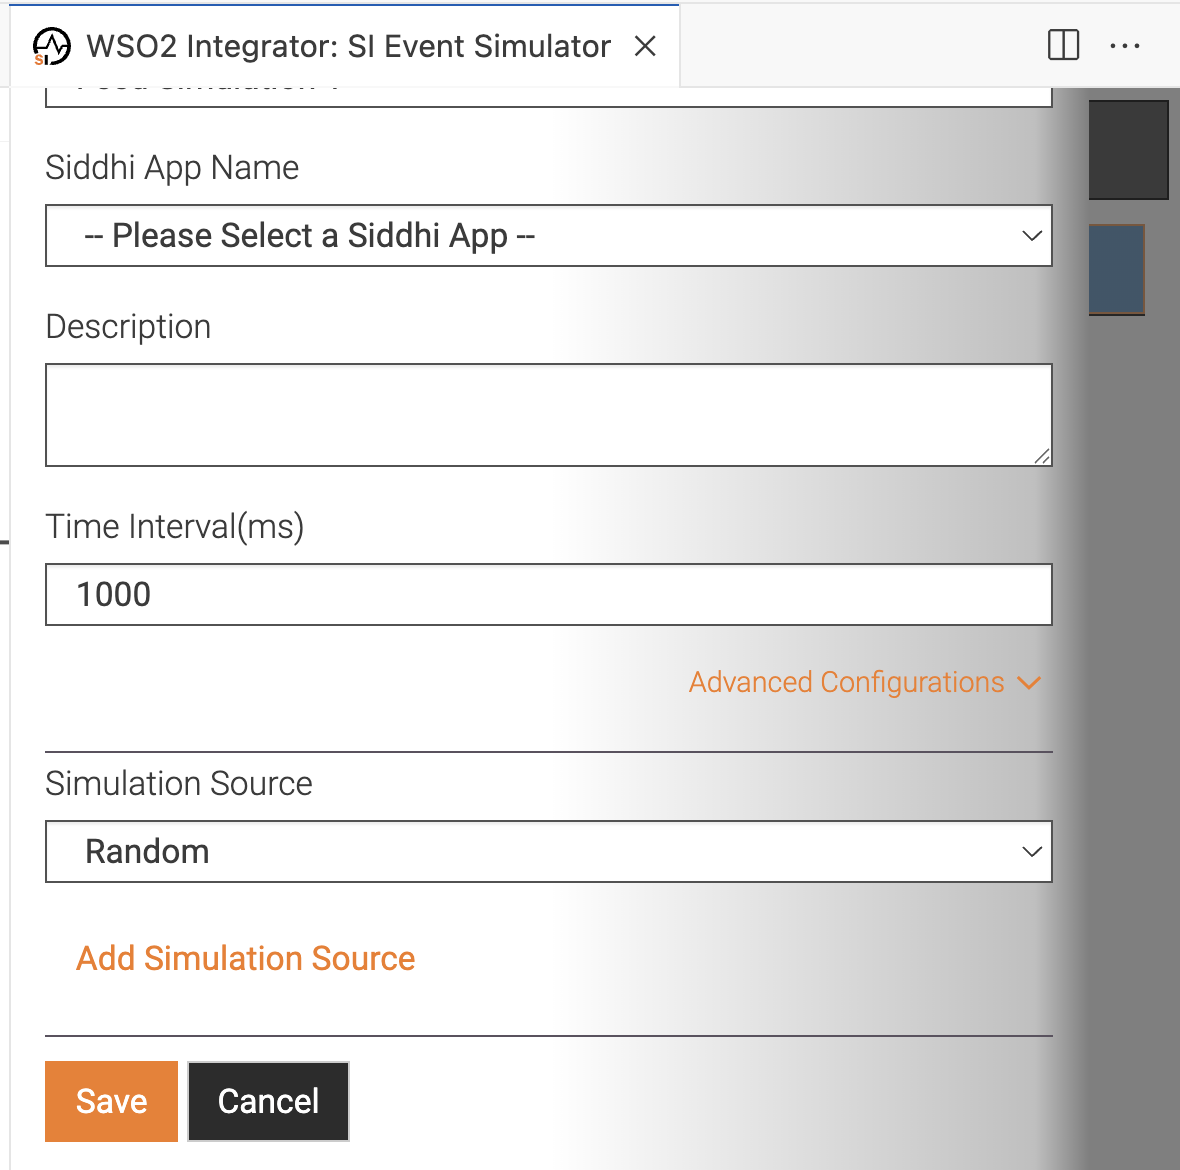 SI
WSO2 Integrator: SI Event Simulator
Siddhi App Name
-- Please Select a Siddhi App --
Description
Time Interval(ms)
1000
Advanced Configurations
Simulation Source
Random
Add Simulation Source
Save Cancel